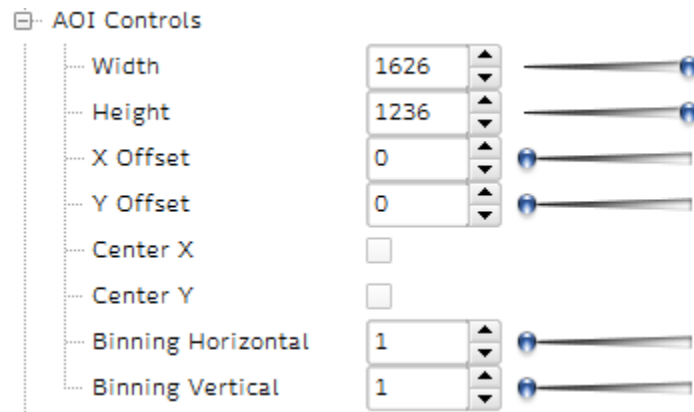 AOI Controls
Width 1626
Height 1236
X Offset 0
Y Offset 0
Center X
Center Y
Binning Horizontal 1
Binning Vertical 1